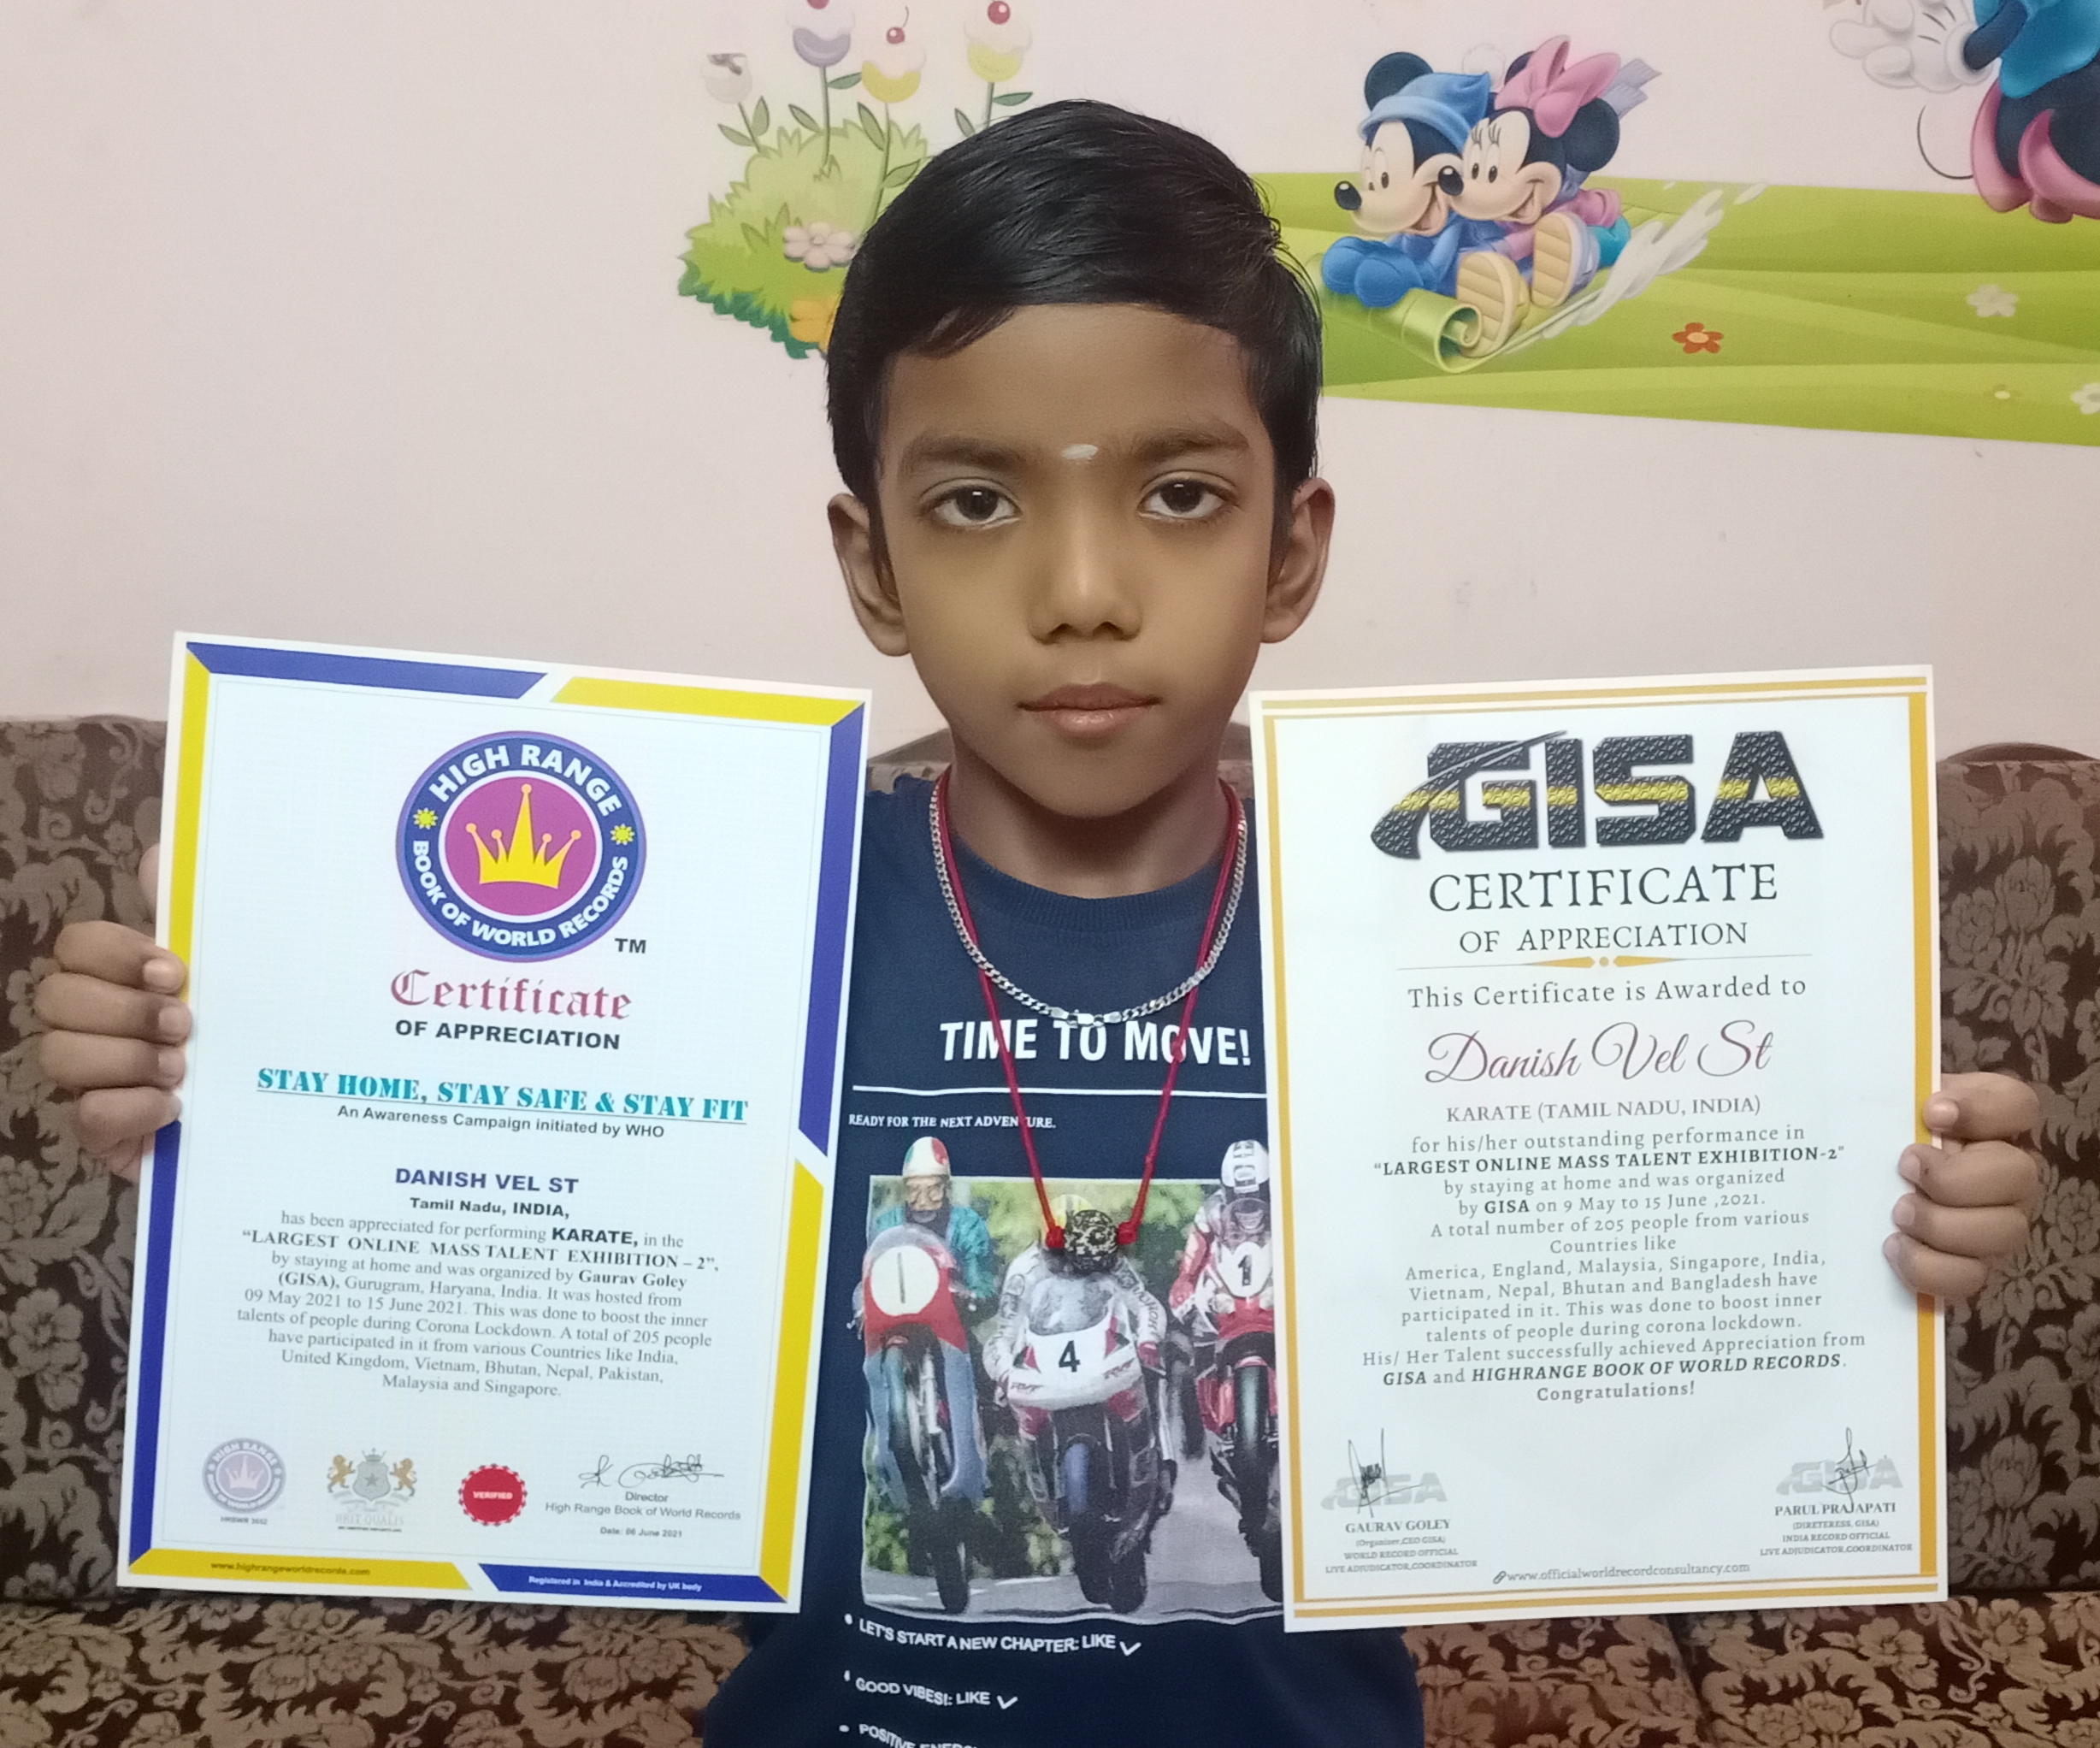 HIGH RANGE
BOOK OF WORLD RECORDS
TM
Certificate
OF APPRECIATION
STAY HOME, STAY SAFE & STAY FIT
An Awareness Campaign initiated by WHO
DANISH VEL ST
Tamil Nadu, INDIA,
has been appreciated for performing KARATE, in the
"LARGEST ONLINE MASS TALENT EXHIBITION – 2",
by staying at home and was organized by Gaurav Goley
(GISA), Gurugram, Haryana, India. It was hosted from
09 May 2021 to 15 June 2021. This was done to boost the inner
talents of people during Corona Lockdown. A total of 205 people
have participated in it from various Countries like India,
United Kingdom, Vietnam, Bhutan, Nepal, Pakistan,
Malaysia and Singapore.
HIGH RANGE
BOOK OF WORLD RECORDS
VERIFIED
Director
High Range Book of World Records
Date: 06 June 2021
www.highrangeworldrecords.com
Registered in India & Accredited by UK body
TIME TO MOVE!
READY FOR THE NEXT ADVENTURE.
1
4
1
• LET'S START A NEW CHAPTER: LIKE ✓
• GOOD VIBES!: LIKE ✓
• POSITIVE
GISA
CERTIFICATE
OF APPRECIATION
This Certificate is Awarded to
Danish Vel St
KARATE (TAMIL NADU, INDIA)
for his/her outstanding performance in
"LARGEST ONLINE MASS TALENT EXHIBITION-2"
by staying at home and was organized
by GISA on 9 May to 15 June ,2021.
A total number of 205 people from various
Countries like
America, England, Malaysia, Singapore, India,
Vietnam, Nepal, Bhutan and Bangladesh have
participated in it. This was done to boost inner
talents of people during corona lockdown.
His/ Her Talent successfully achieved Appreciation from
GISA and HIGHRANGE BOOK OF WORLD RECORDS.
Congratulations!
GISA
GAURAV GOLEY
(Organiser,CEO GISA)
WORLD RECORD OFFICIAL
LIVE ADJUDICATOR,COORDINATOR
GISA
PARUL PRAJAPATI
(DIRETERESS, GISA)
INDIA RECORD OFFICIAL
LIVE ADJUDICATOR,COORDINATOR
www.officialworldrecordconsultancy.com